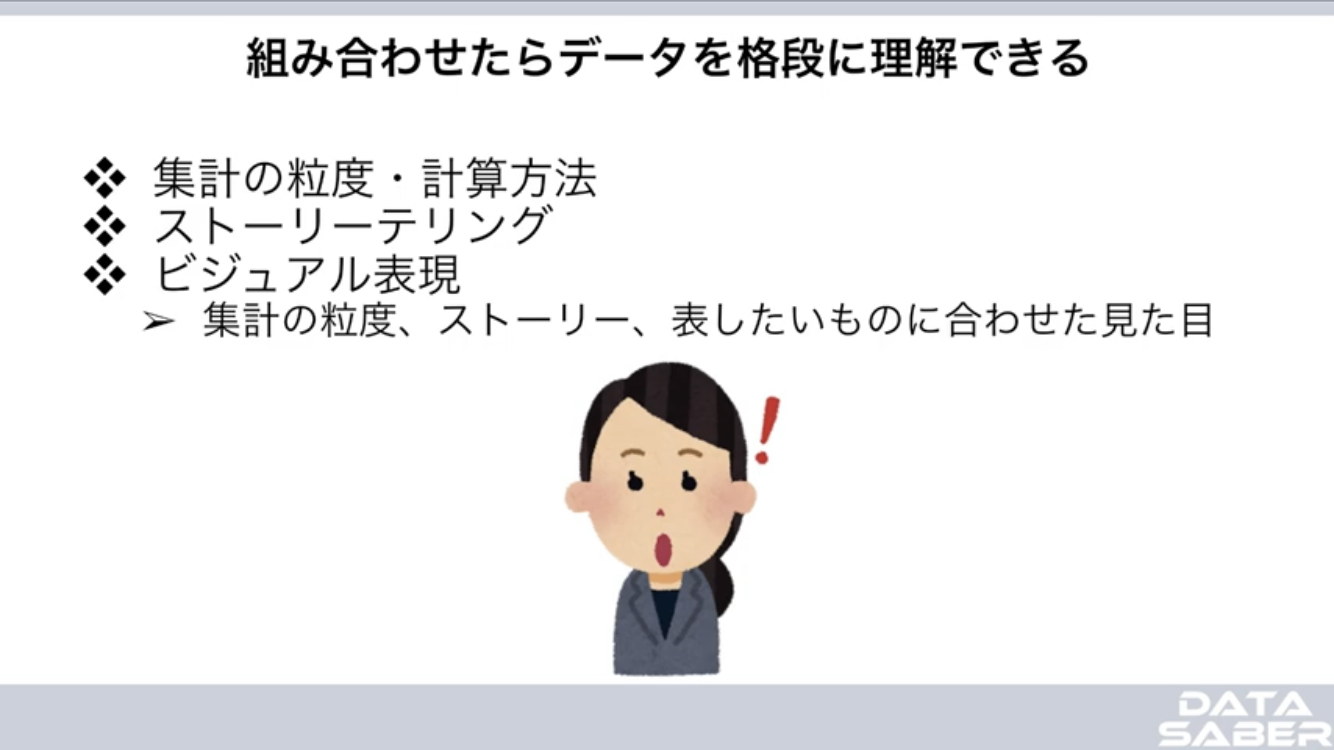 組み合わせたらデータを格段に理解できる
❖ 集計の粒度・計算方法
❖ ストーリーテリング
❖ ビジュアル表現
➢ 集計の粒度、ストーリー、表したいものに合わせた見た目
!
DATA
SABER